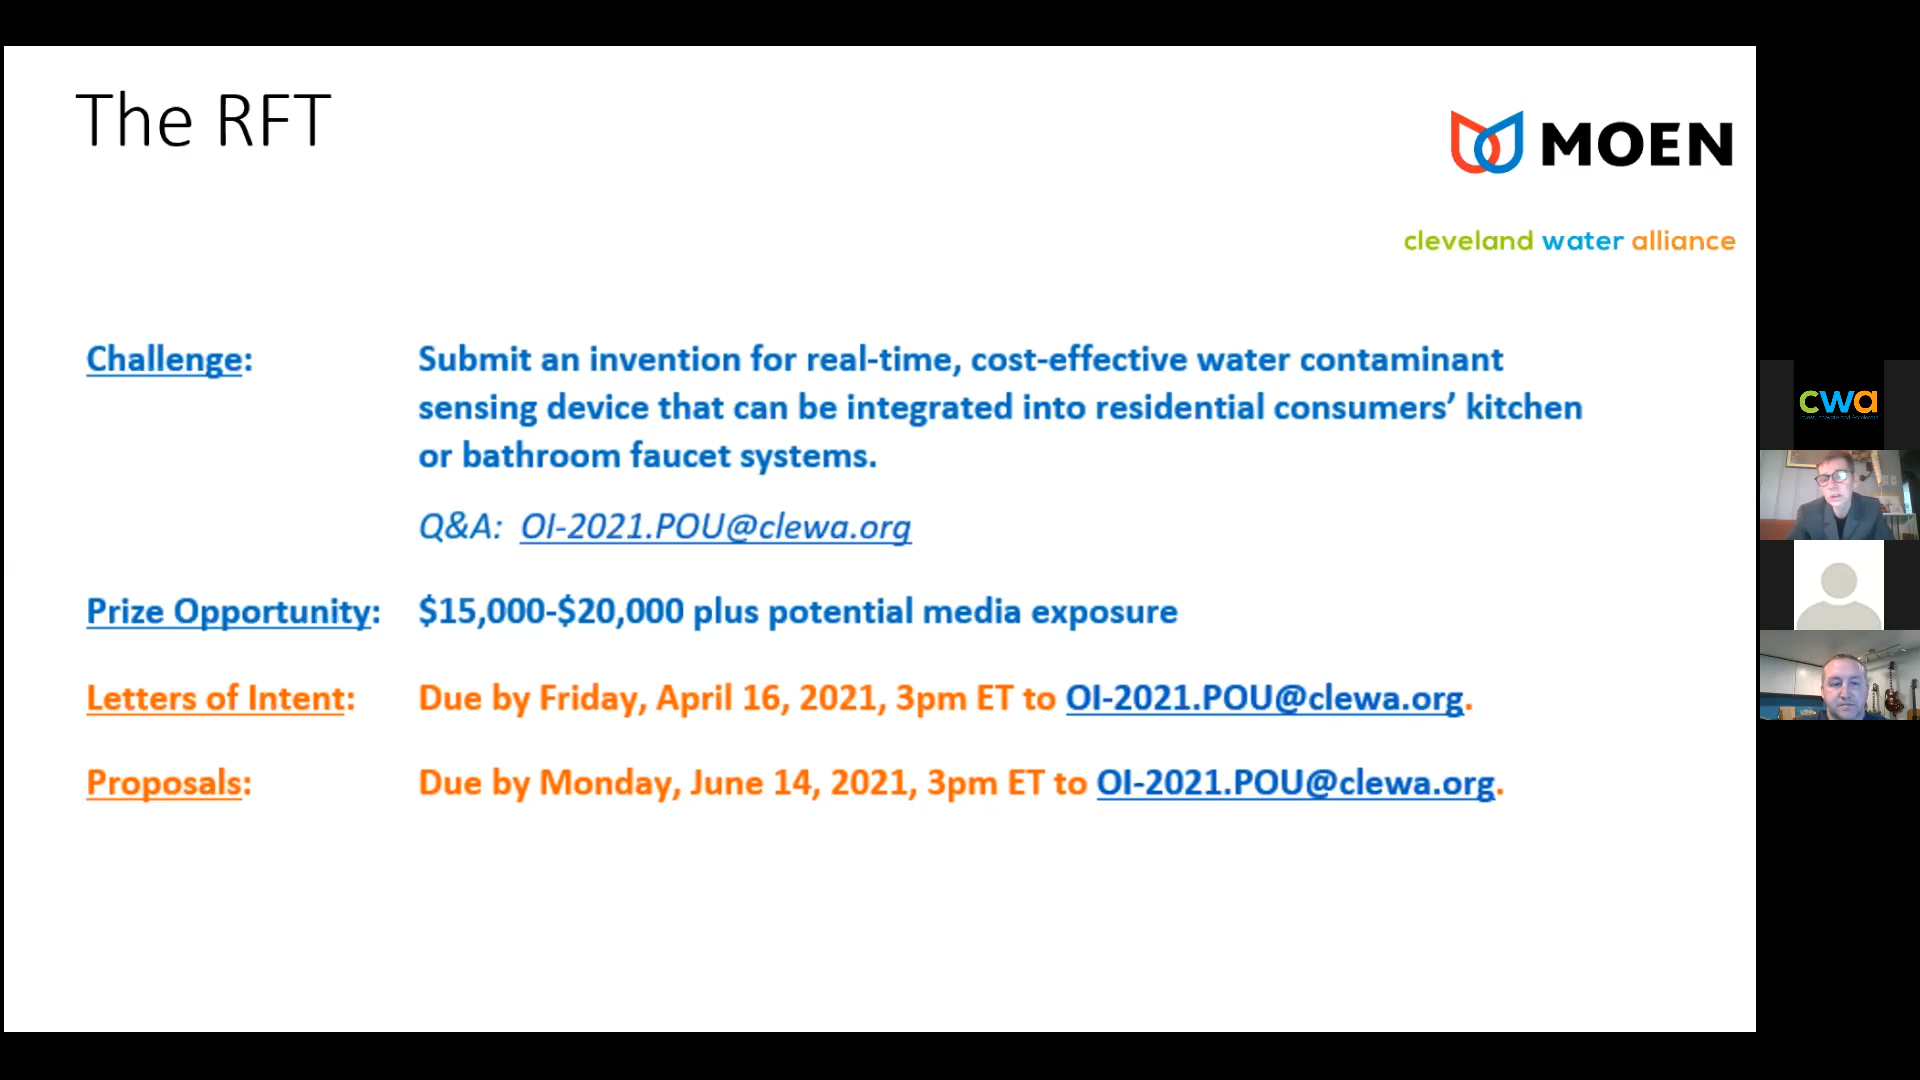 The RFT
MOEN
cleveland water alliance
Challenge: Submit an invention for real-time, cost-effective water contaminant
sensing device that can be integrated into residential consumers’ kitchen
or bathroom faucet systems.
Q&A: OI-2021.POU@clewa.org
Prize Opportunity: $15,000-$20,000 plus potential media exposure
Letters of Intent: Due by Friday, April 16, 2021, 3pm ET to OI-2021.POU@clewa.org.
Proposals: Due by Monday, June 14, 2021, 3pm ET to OI-2021.POU@clewa.org.
cwa